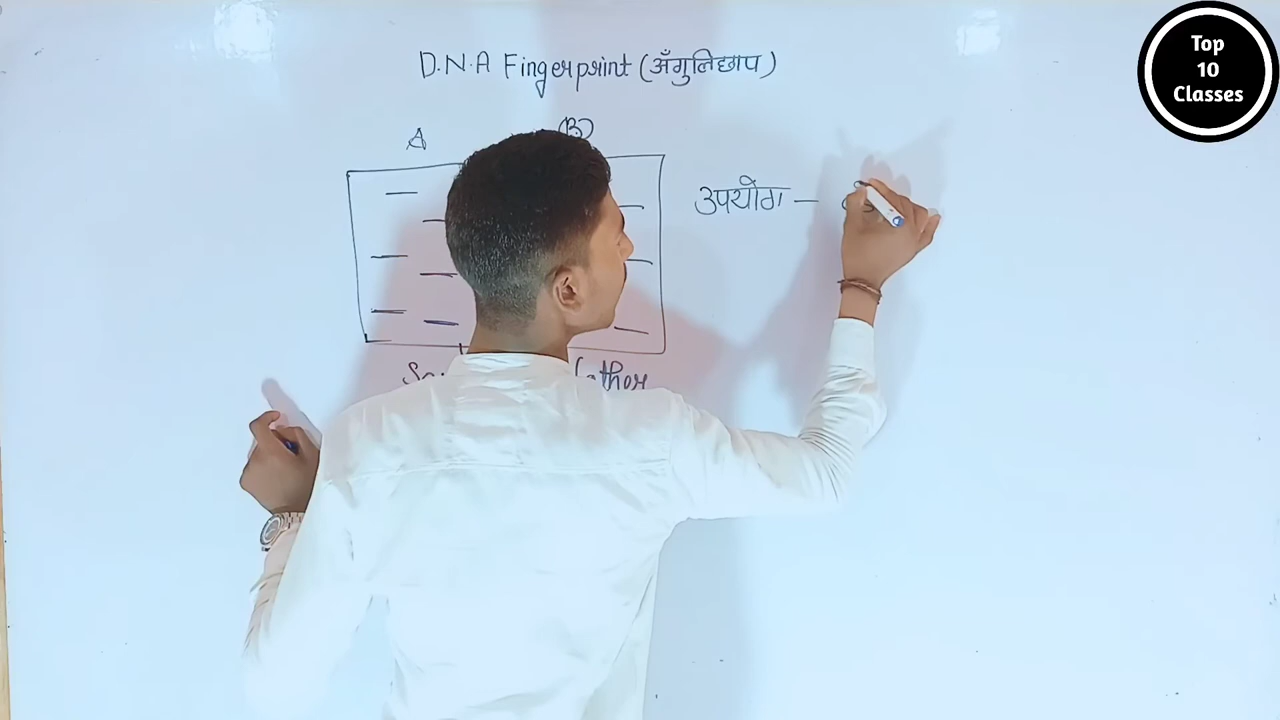 D.N.A Fingerprint (अँगुलिछाप)
A
(B)
उपयोग –
Top
10
Classes